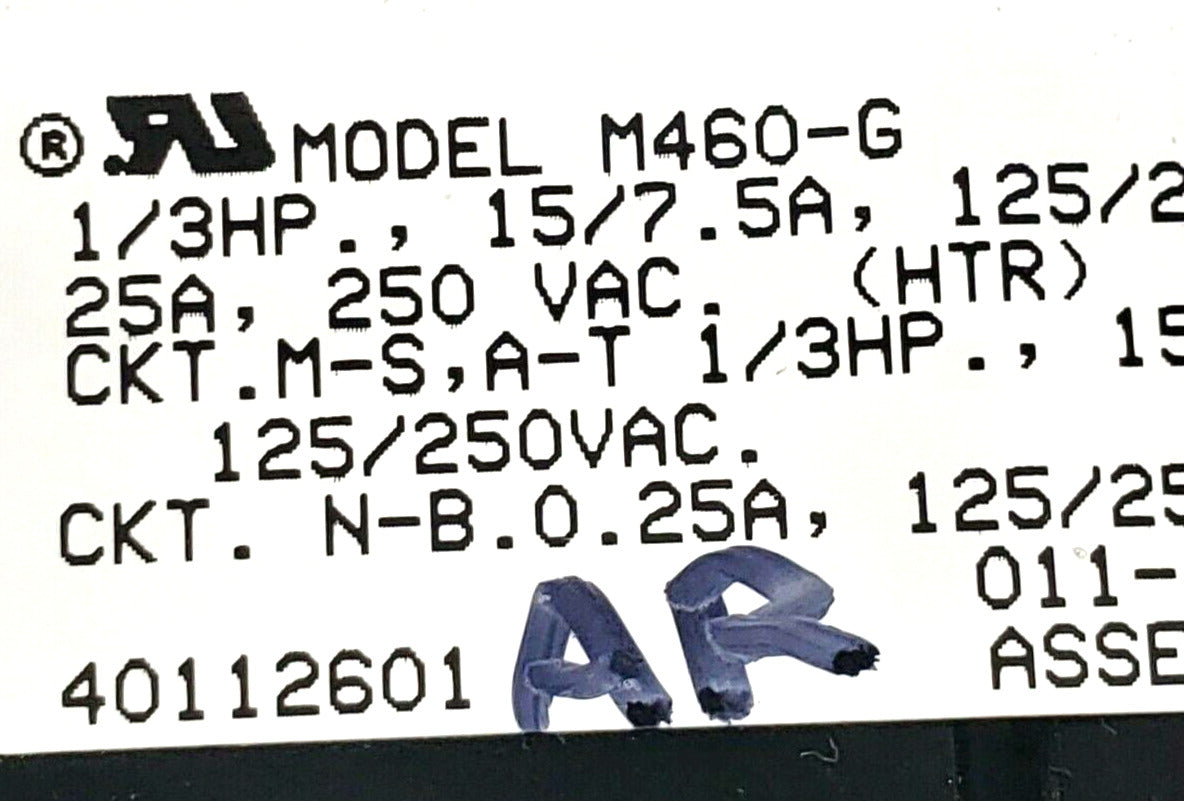 ® RU MODEL M460-G
1/3HP., 15/7.5A, 125/2
25A, 250 VAC. (HTR)
CKT.M-S,A-T 1/3HP., 15
125/250VAC.
CKT. N-B.0.25A, 125/25
011-
40112601 AR ASSE